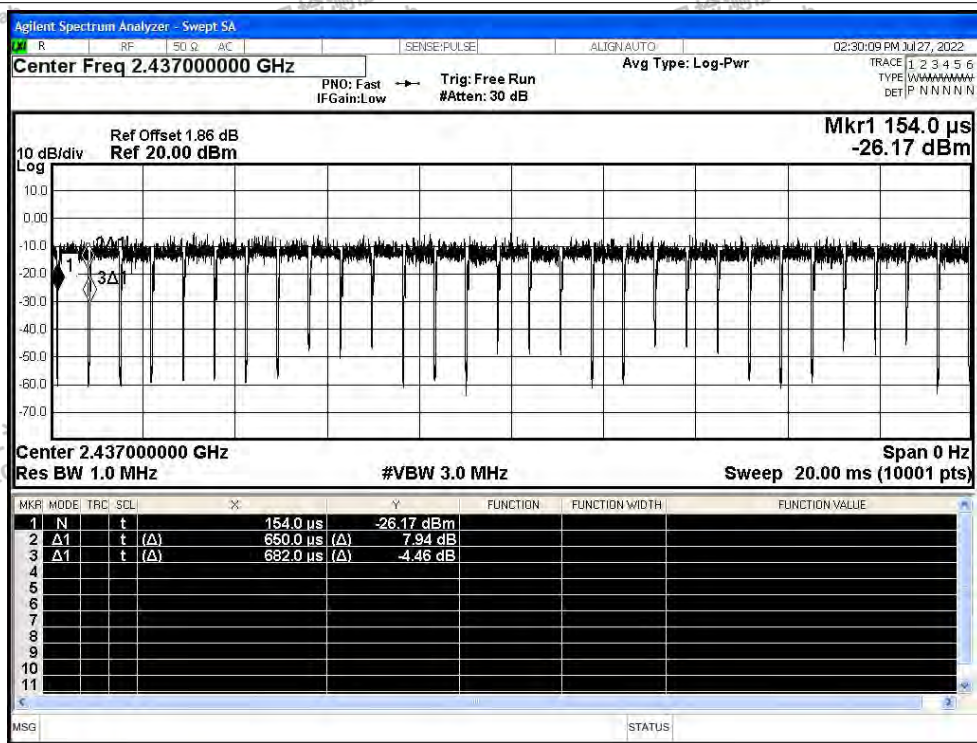 Agilent Spectrum Analyzer - Swept SA
R RF 50 Ω AC SENSE:PULSE ALIGN AUTO 02:30:09 PM Jul 27, 2022
Center Freq 2.437000000 GHz
PNO: Fast
IFGain:Low
Trig: Free Run
#Atten: 30 dB
Avg Type: Log-Pwr
TRACE 1 2 3 4 5 6
TYPE
DET P N N N N N
Mkr1 154.0 µs
-26.17 dBm
10 dB/div
Log
Ref Offset 1.86 dB
Ref 20.00 dBm
10.0
0.00
-10.0
-20.0
-30.0
-40.0
-50.0
-60.0
-70.0
1
2Δ1
3Δ1
Center 2.437000000 GHz Span 0 Hz
Res BW 1.0 MHz #VBW 3.0 MHz Sweep 20.00 ms (10001 pts)
MKR MODE TRC SCL X Y FUNCTION FUNCTION WIDTH FUNCTION VALUE
1 N t 154.0 µs -26.17 dBm
2 Δ1 t (Δ) 650.0 µs (Δ) 7.94 dB
3 Δ1 t (Δ) 682.0 µs (Δ) -4.46 dB
4
5
6
7
8
9
10
11
MSG STATUS